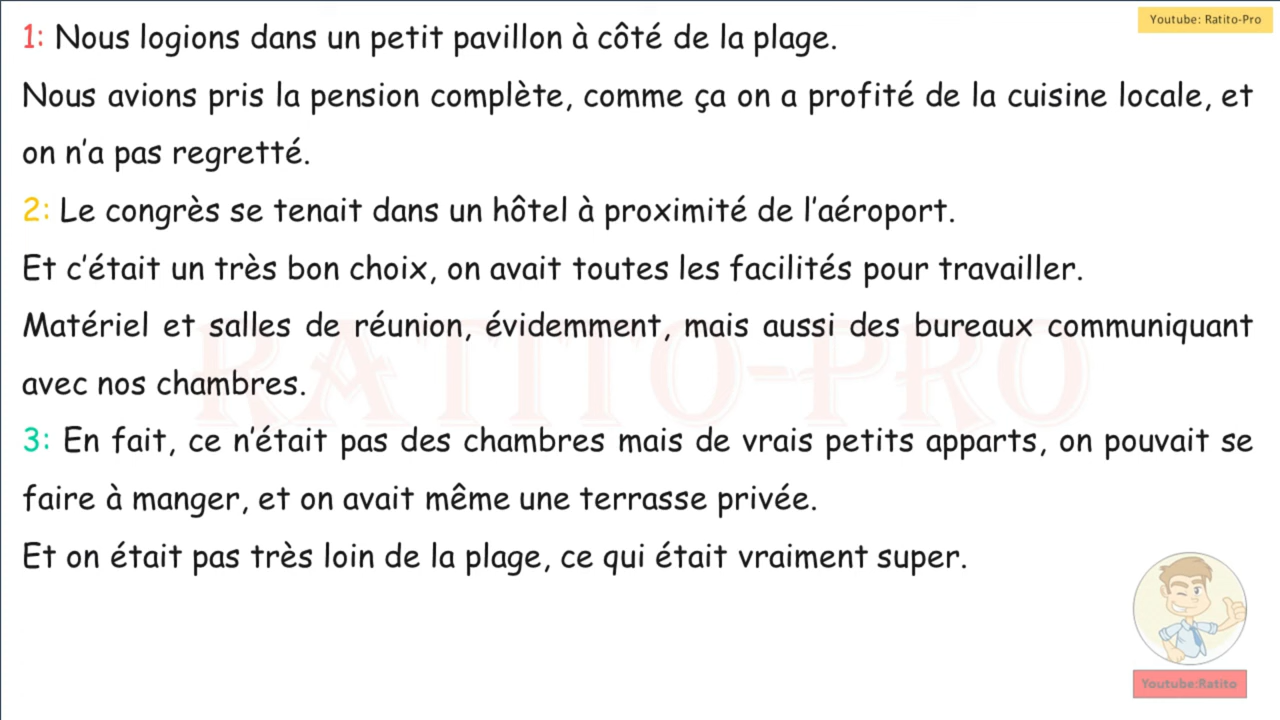 Youtube: Ratito-Pro
1: Nous logions dans un petit pavillon à côté de la plage.
Nous avions pris la pension complète, comme ça on a profité de la cuisine locale, et
on n'a pas regretté.
2: Le congrès se tenait dans un hôtel à proximité de l'aéroport.
Et c'était un très bon choix, on avait toutes les facilités pour travailler.
Matériel et salles de réunion, évidemment, mais aussi des bureaux communiquant
avec nos chambres.
RATITO-PRO
3: En fait, ce n'était pas des chambres mais de vrais petits apparts, on pouvait se
faire à manger, et on avait même une terrasse privée.
Et on était pas très loin de la plage, ce qui était vraiment super.
Youtube:Ratito